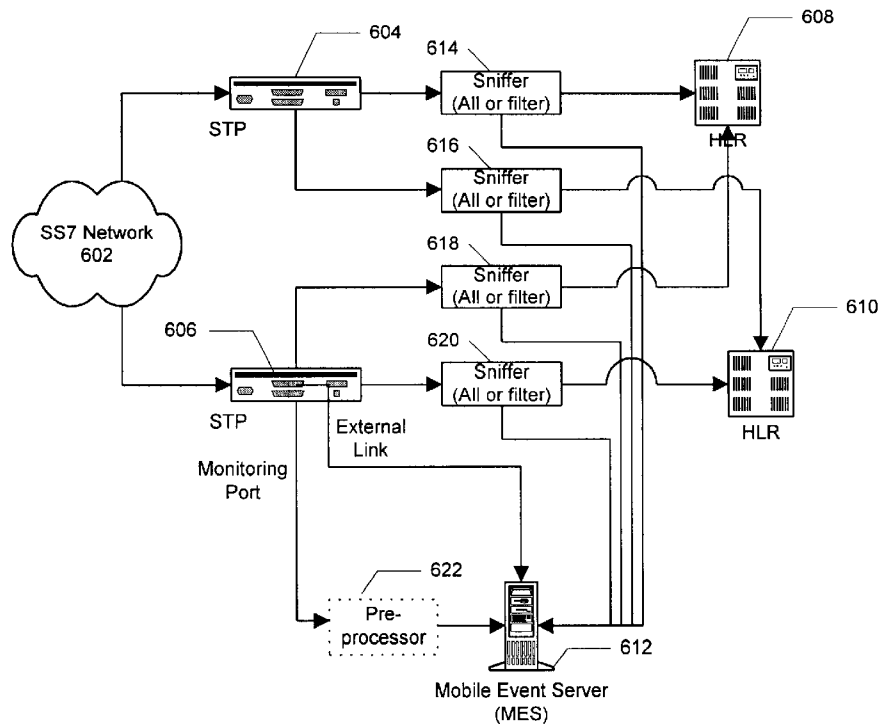 604
614
608
Sniffer
(All or filter)
STP
HLR
616
Sniffer
(All or filter)
SS7 Network
602
618
Sniffer
(All or filter)
606
620
610
Sniffer
(All or filter)
STP
External
Link
HLR
Monitoring
Port
622
Pre-
processor
612
Mobile Event Server
(MES)